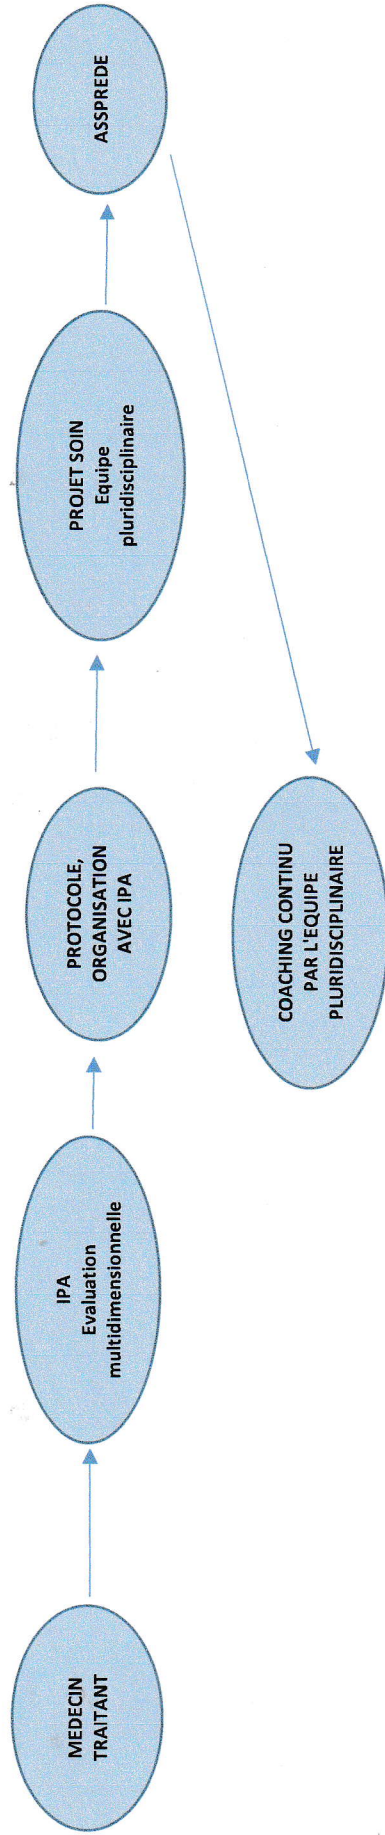 MEDECIN
TRAITANT
IPA
Evaluation
multidimensionnelle
PROTOCOLE,
ORGANISATION
AVEC IPA
PROJET SOIN
Equipe
pluridisciplinaire
ASSPREDE
COACHING CONTINU
PAR L'EQUIPE
PLURIDISCIPLINAIRE